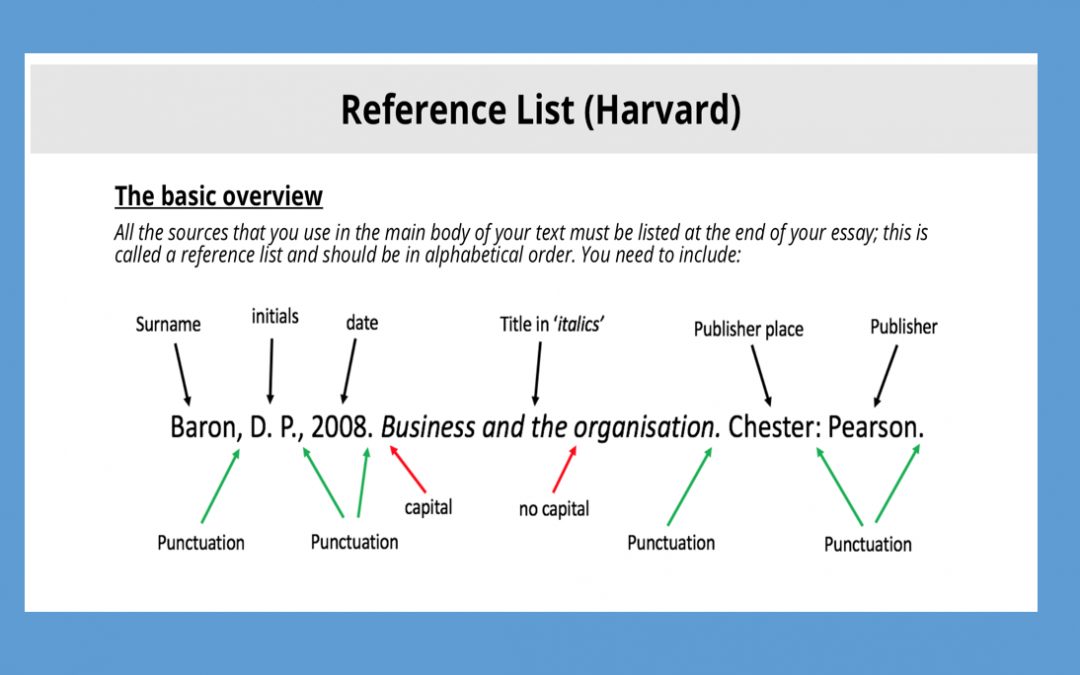 Reference List (Harvard)
The basic overview
All the sources that you use in the main body of your text must be listed at the end of your essay; this is
called a reference list and should be in alphabetical order. You need to include:
Surname initials date Title in ‘italics’ Publisher place Publisher
Baron, D. P., 2008. Business and the organisation. Chester: Pearson.
capital no capital
Punctuation Punctuation Punctuation Punctuation